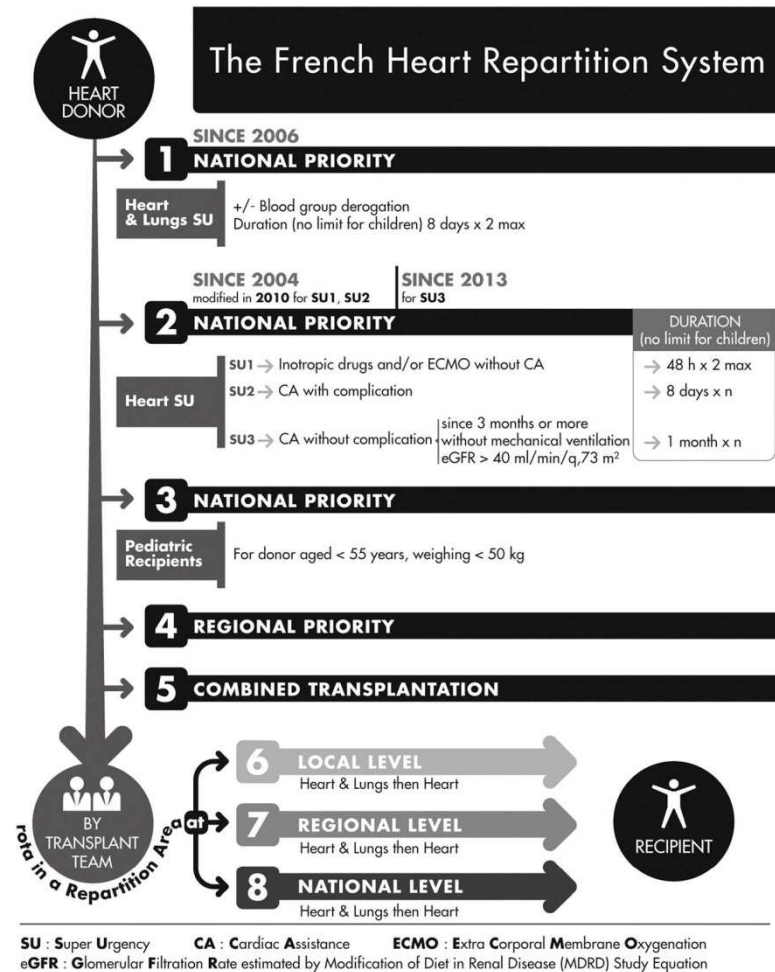 The French Heart Repartition System
HEART
DONOR
SINCE 2006
1 NATIONAL PRIORITY
Heart
& Lungs SU
+/- Blood group derogation
Duration (no limit for children) 8 days x 2 max
SINCE 2004
modified in 2010 for SU1, SU2
SINCE 2013
for SU3
2 NATIONAL PRIORITY
DURATION
(no limit for children)
Heart SU
SU1 → Inotropic drugs and/or ECMO without CA → 48 h x 2 max
SU2 → CA with complication → 8 days x n
SU3 → CA without complication
since 3 months or more
without mechanical ventilation
eGFR > 40 ml/min/q,73 m²
→ 1 month x n
3 NATIONAL PRIORITY
Pediatric
Recipients
For donor aged < 55 years, weighing < 50 kg
4 REGIONAL PRIORITY
5 COMBINED TRANSPLANTATION
BY
TRANSPLANT
TEAM
rota in a Repartition Area
at
6 LOCAL LEVEL
Heart & Lungs then Heart
7 REGIONAL LEVEL
Heart & Lungs then Heart
8 NATIONAL LEVEL
Heart & Lungs then Heart
RECIPIENT
SU : Super Urgency CA : Cardiac Assistance ECMO : Extra Corporal Membrane Oxygenation
eGFR : Glomerular Filtration Rate estimated by Modification of Diet in Renal Disease (MDRD) Study Equation